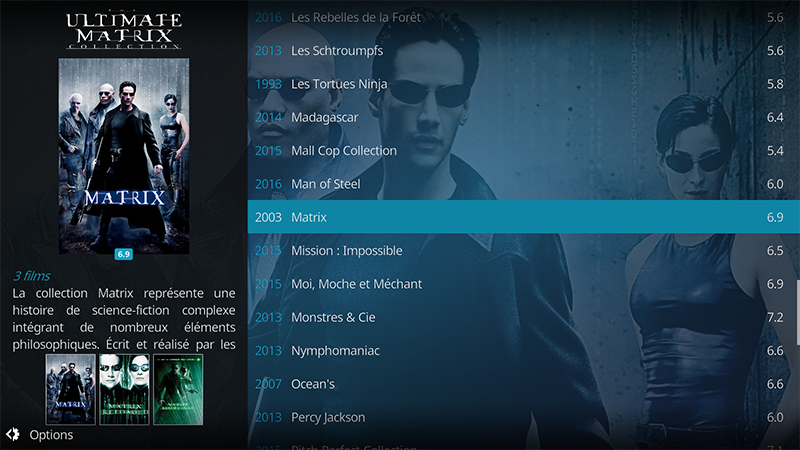 THE
ULTIMATE
MATRIX
COLLECTION
MATRIX
6.9
3 films
La collection Matrix représente une
histoire de science-fiction complexe
intégrant de nombreux éléments
philosophiques. Écrit et réalisé par les
MATRIX
MATRIX
RELOADED
Options
2016 Les Rebelles de la Forêt 5.6
2013 Les Schtroumpfs 5.6
1993 Les Tortues Ninja 5.8
2014 Madagascar 6.4
2015 Mall Cop Collection 5.4
2016 Man of Steel 6.0
2003 Matrix 6.9
2015 Mission : Impossible 6.5
2015 Moi, Moche et Méchant 6.9
2013 Monstres & Cie 7.2
2013 Nymphomaniac 6.6
2007 Ocean's 6.6
2013 Percy Jackson 6.0
2015 Pitch Perfect Collection 7.1